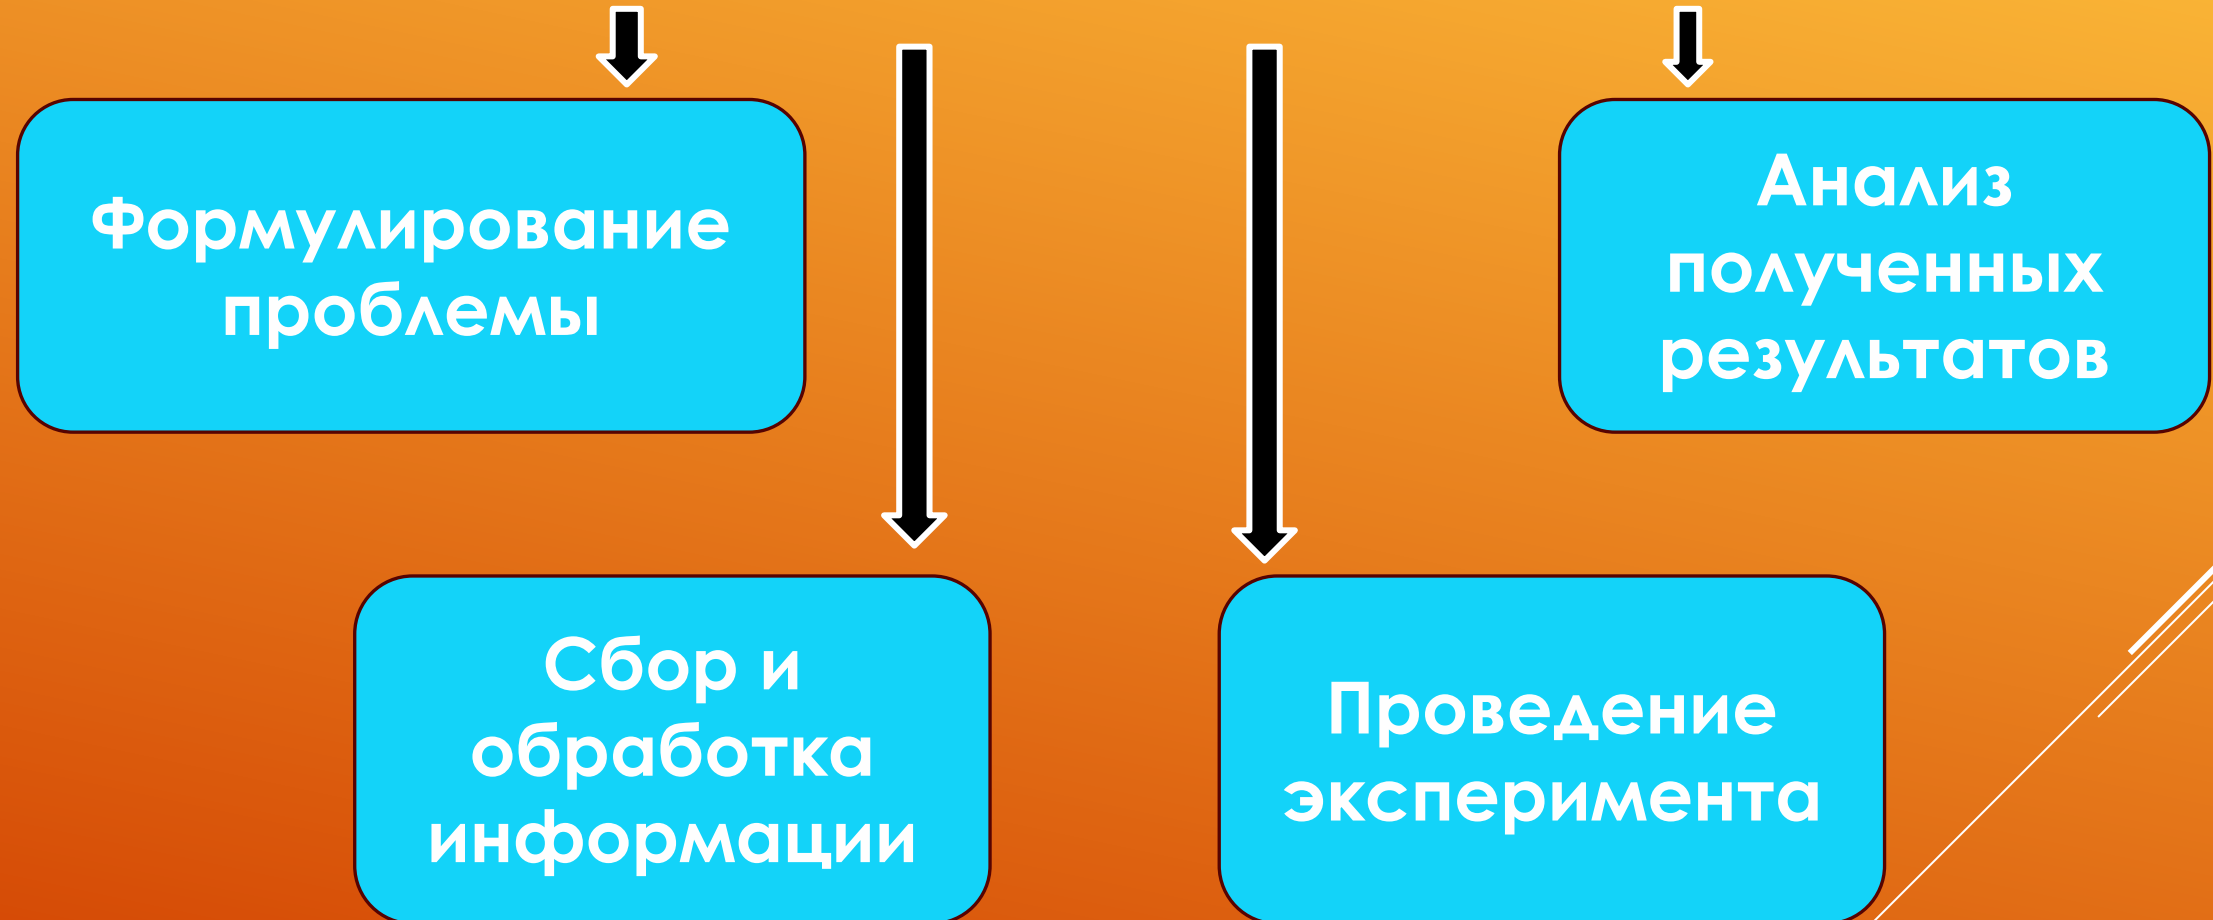 Формулирование
проблемы
Анализ
полученных
результатов
Сбор и
обработка
информации
Проведение
эксперимента